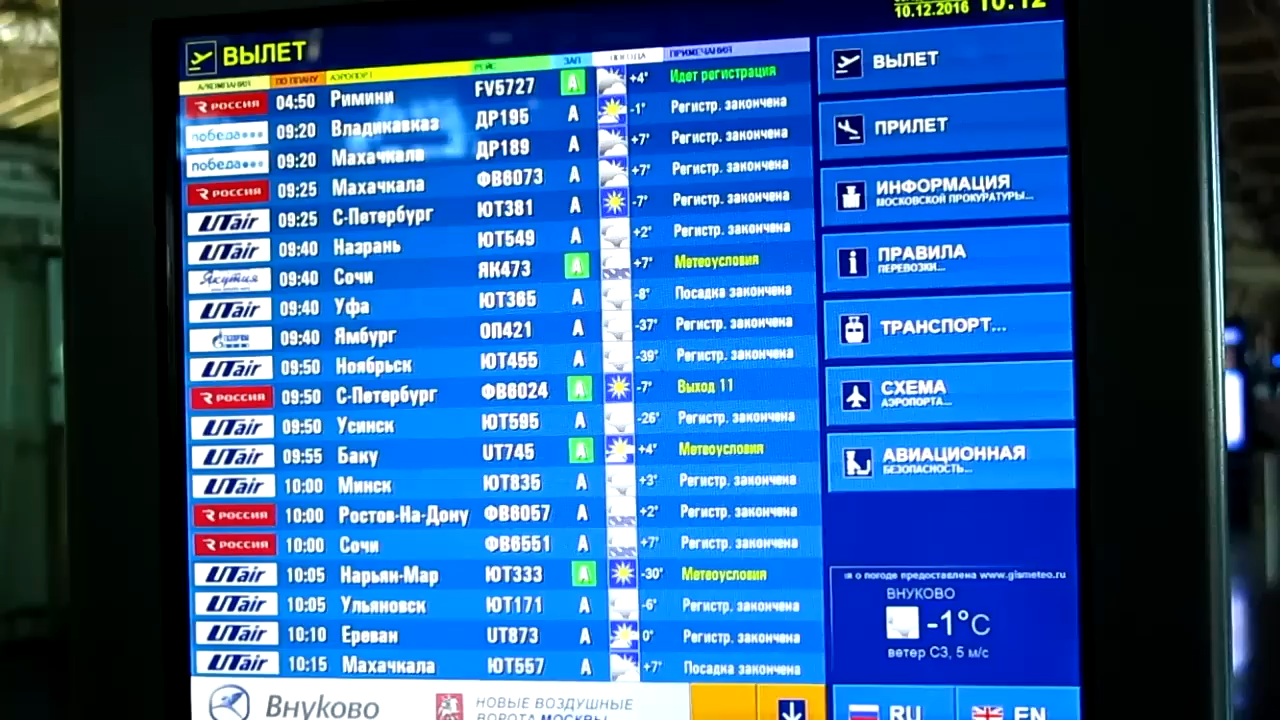 10.12.2016 10:12
ВЫЛЕТ
АВИАКОМПАНИЯ ПО ПЛАНУ АЭРОПОРТ РЕЙС ЗАЛ ПОГОДА ПРИМЕЧАНИЯ
РОССИЯ 04:50 Римини FV5727 A +4° Идет регистрация
победа 09:20 Владикавказ ДР195 A -1° Регистр. закончена
победа 09:20 Махачкала ДР189 A +7° Регистр. закончена
РОССИЯ 09:25 Махачкала ФВ6073 A +7° Регистр. закончена
UTair 09:25 С-Петербург ЮТ381 A -7° Регистр. закончена
UTair 09:40 Назрань ЮТ549 A +2° Регистр. закончена
Якутия 09:40 Сочи ЯК473 A +7° Метеоусловия
UTair 09:40 Уфа ЮТ365 A -8° Посадка закончена
ГАЗПРОМ 09:40 Ямбург ОП421 A -37° Регистр. закончена
UTair 09:50 Ноябрьск ЮТ455 A -39° Регистр. закончена
РОССИЯ 09:50 С-Петербург ФВ6024 A -7° Выход 11
UTair 09:50 Усинск ЮТ595 A -26° Регистр. закончена
UTair 09:55 Баку UT745 A +4° Метеоусловия
UTair 10:00 Минск ЮТ835 A +3° Регистр. закончена
РОССИЯ 10:00 Ростов-На-Дону ФВ6057 A +2° Регистр. закончена
РОССИЯ 10:00 Сочи ФВ6551 A +7° Регистр. закончена
UTair 10:05 Нарьян-Мар ЮТ333 A -30° Метеоусловия
UTair 10:05 Ульяновск ЮТ171 A -6° Регистр. закончена
UTair 10:10 Ереван UT873 A 0° Регистр. закончена
UTair 10:15 Махачкала ЮТ557 A +7° Посадка закончена
Внуково
НОВЫЕ ВОЗДУШНЫЕ
ВОРОТА МОСКВЫ
ВЫЛЕТ
ПРИЛЕТ
ИНФОРМАЦИЯ
МОСКОВСКОЙ ПРОКУРАТУРЫ...
ПРАВИЛА
ПЕРЕВОЗКИ...
ТРАНСПОРТ...
СХЕМА
АЭРОПОРТА...
АВИАЦИОННАЯ
БЕЗОПАСНОСТЬ...
я о погоде предоставлена www.gismeteo.ru
ВНУКОВО
-1°C
ветер СЗ, 5 м/с
RU EN